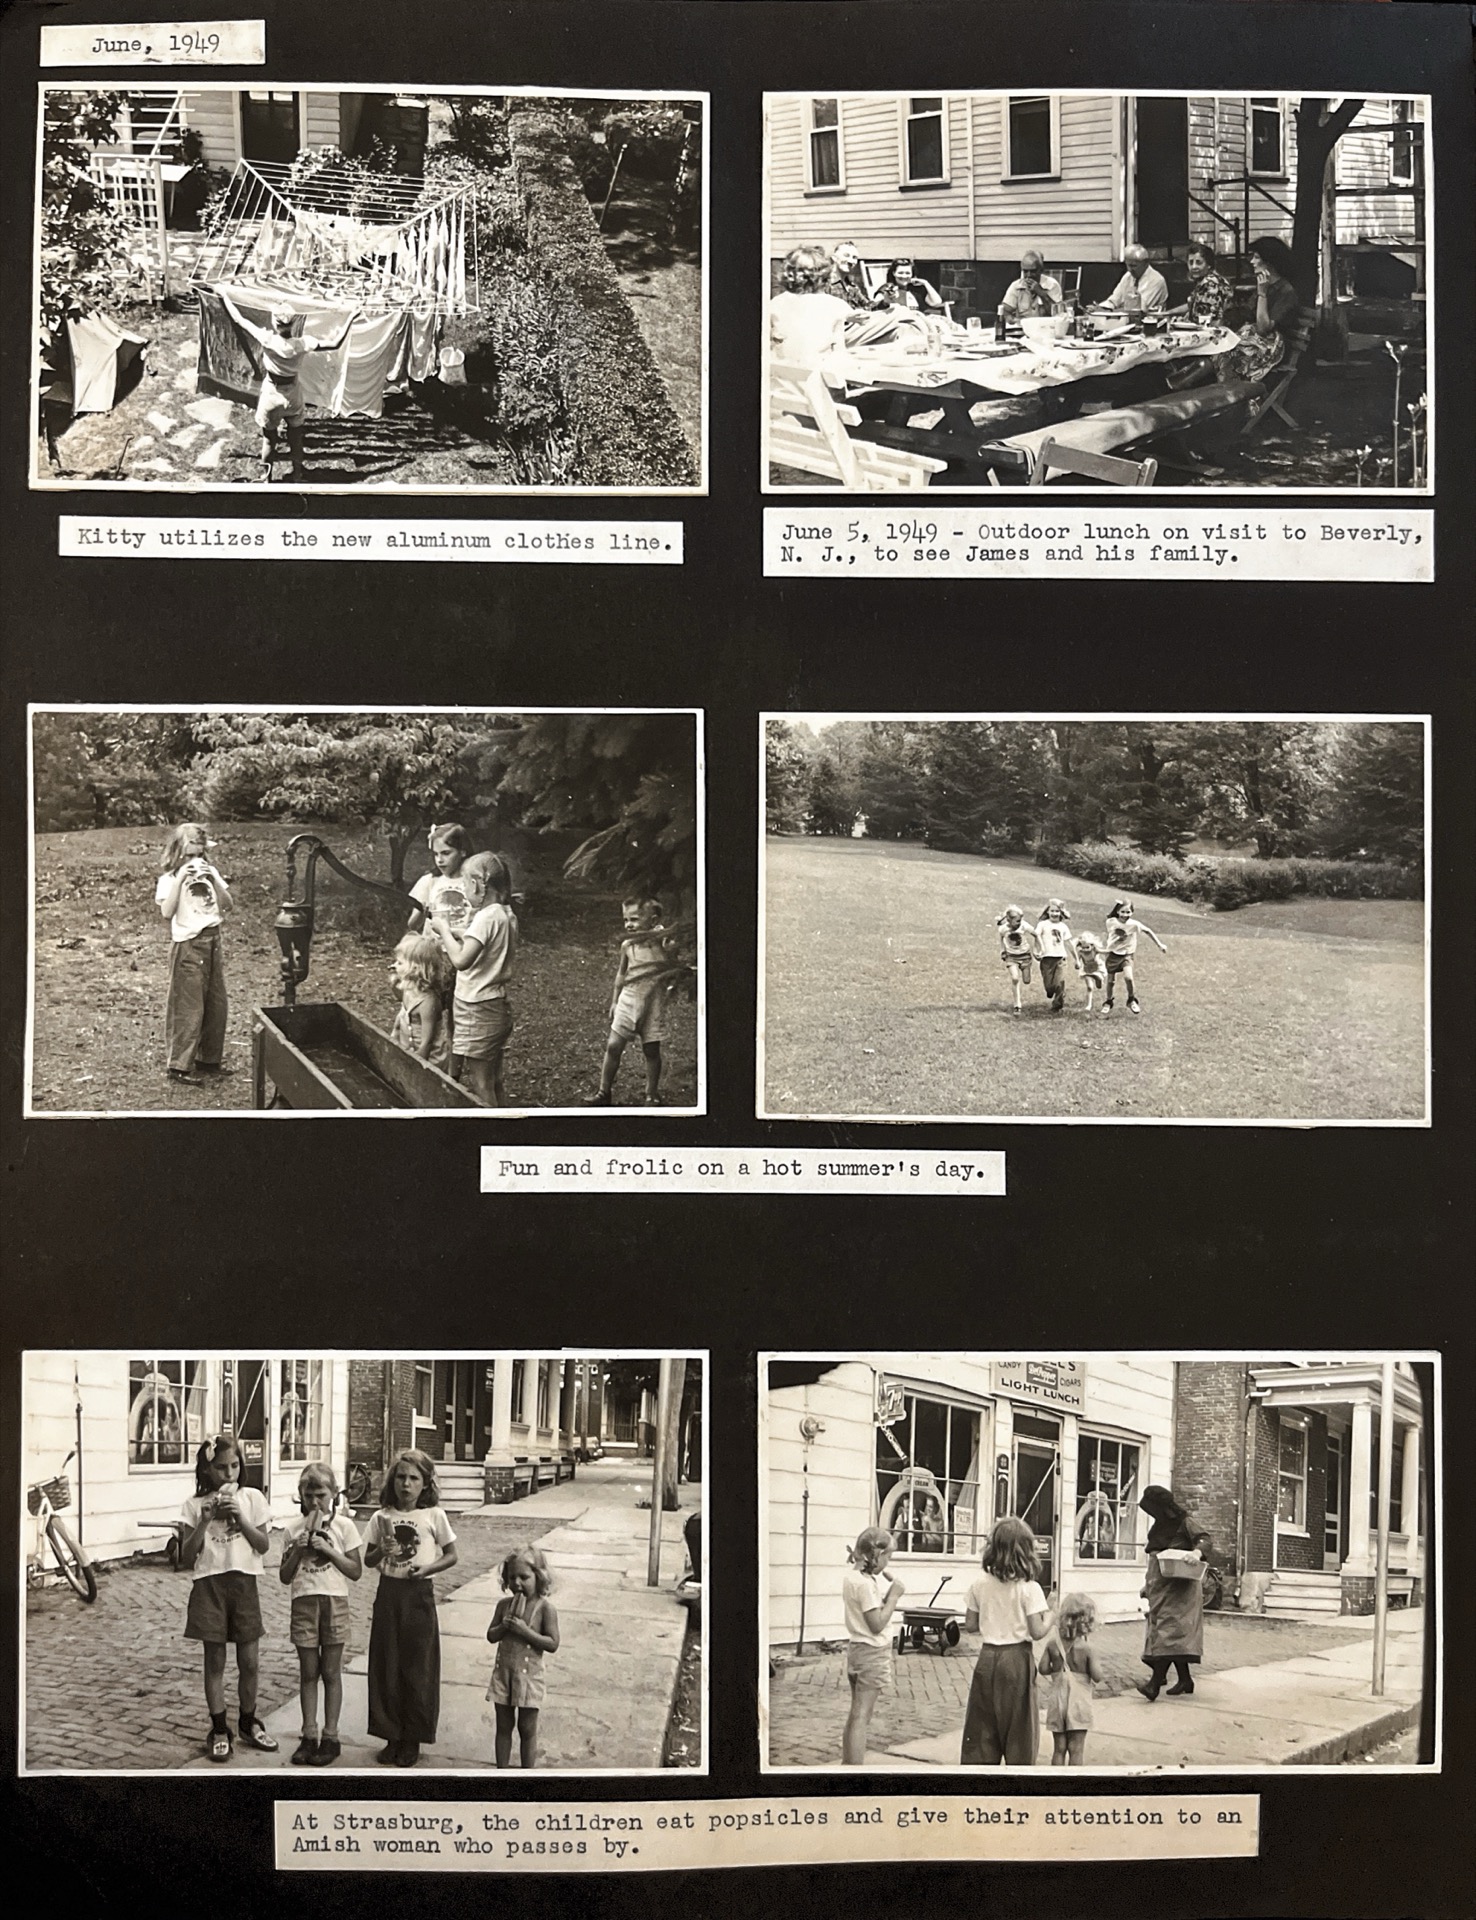 June, 1949
Kitty utilizes the new aluminum clothes line.
June 5, 1949 - Outdoor lunch on visit to Beverly,
N. J., to see James and his family.
Fun and frolic on a hot summer's day.
MIAMI
FLORIDA
CANDY
CIGARS
LIGHT LUNCH
At Strasburg, the children eat popsicles and give their attention to an
Amish woman who passes by.